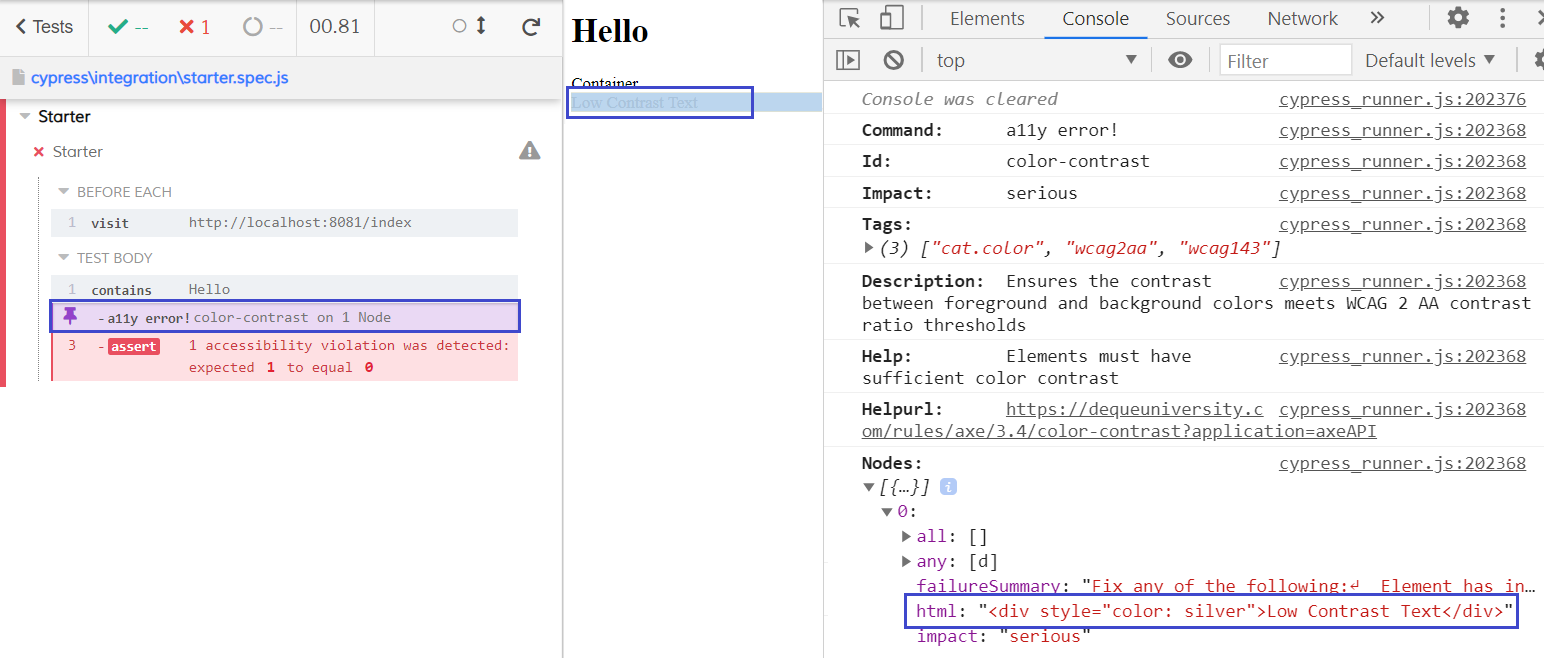 Tests -- 1 -- 00.81
cypress\integration\starter.spec.js
Starter
Starter
BEFORE EACH
1 visit http://localhost:8081/index
TEST BODY
1 contains Hello
-a11y error! color-contrast on 1 Node
3 -assert 1 accessibility violation was detected:
expected 1 to equal 0
Hello
Container
Low Contrast Text
Elements Console Sources Network
top Filter Default levels
Console was cleared cypress_runner.js:202376
Command: a11y error! cypress_runner.js:202368
Id: color-contrast cypress_runner.js:202368
Impact: serious cypress_runner.js:202368
Tags: cypress_runner.js:202368
(3) ["cat.color", "wcag2aa", "wcag143"]
Description: Ensures the contrast cypress_runner.js:202368
between foreground and background colors meets WCAG 2 AA contrast
ratio thresholds
Help: Elements must have cypress_runner.js:202368
sufficient color contrast
Helpurl: https://dequeuniversity.c cypress_runner.js:202368
om/rules/axe/3.4/color-contrast?application=axeAPI
Nodes: cypress_runner.js:202368
[{…}] i
0:
all: []
any: [d]
failureSummary: "Fix any of the following:↵  Element has in…
html: "<div style="color: silver">Low Contrast Text</div>"
impact: "serious"